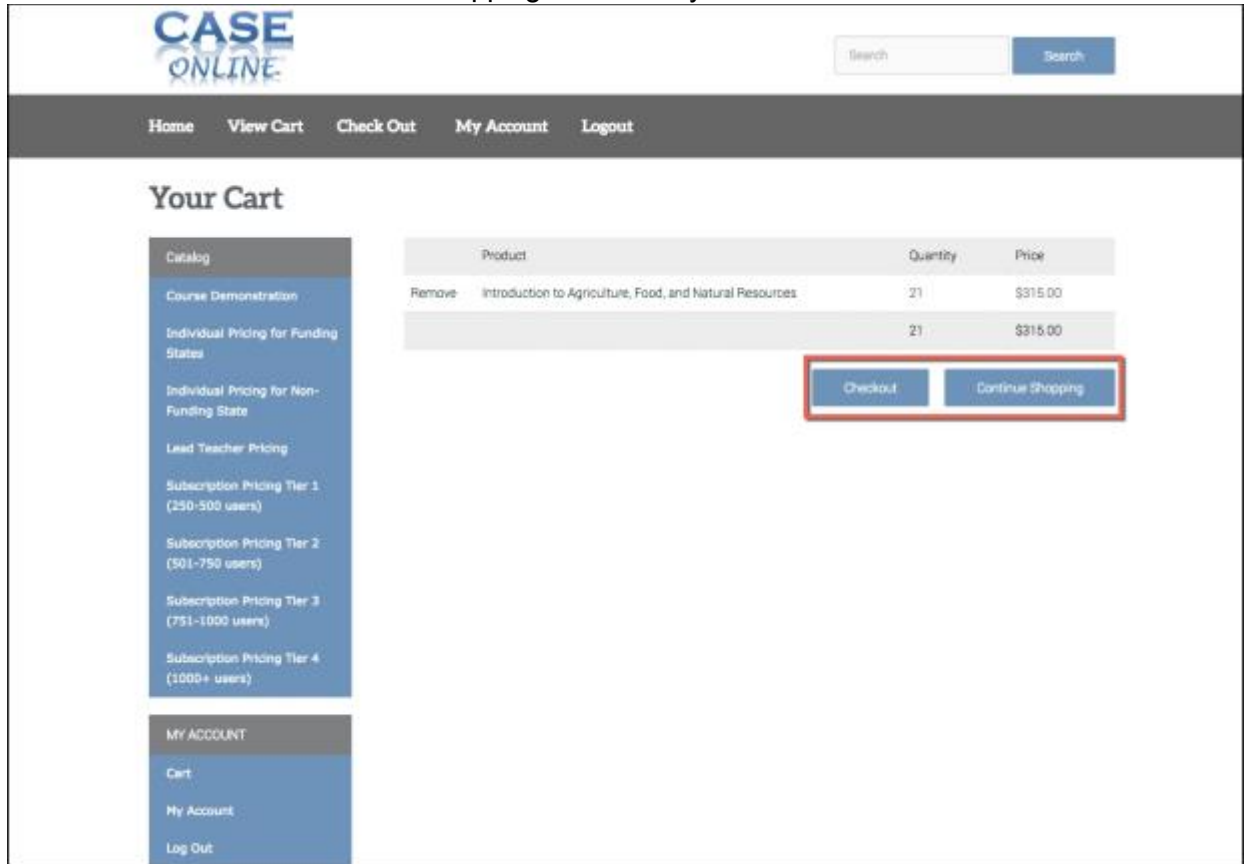 CASE
ONLINE
Search
Search
Home View Cart Check Out My Account Logout
Your Cart
Catalog
Course Demonstration
Individual Pricing for Funding
States
Individual Pricing for Non-
Funding State
Lead Teacher Pricing
Subscription Pricing Tier 1
(250-500 users)
Subscription Pricing Tier 2
(501-750 users)
Subscription Pricing Tier 3
(751-1000 users)
Subscription Pricing Tier 4
(1000+ users)
MY ACCOUNT
Cart
My Account
Log Out
Product Quantity Price
Remove Introduction to Agriculture, Food, and Natural Resources 21 $315.00
21 $315.00
Checkout Continue Shopping